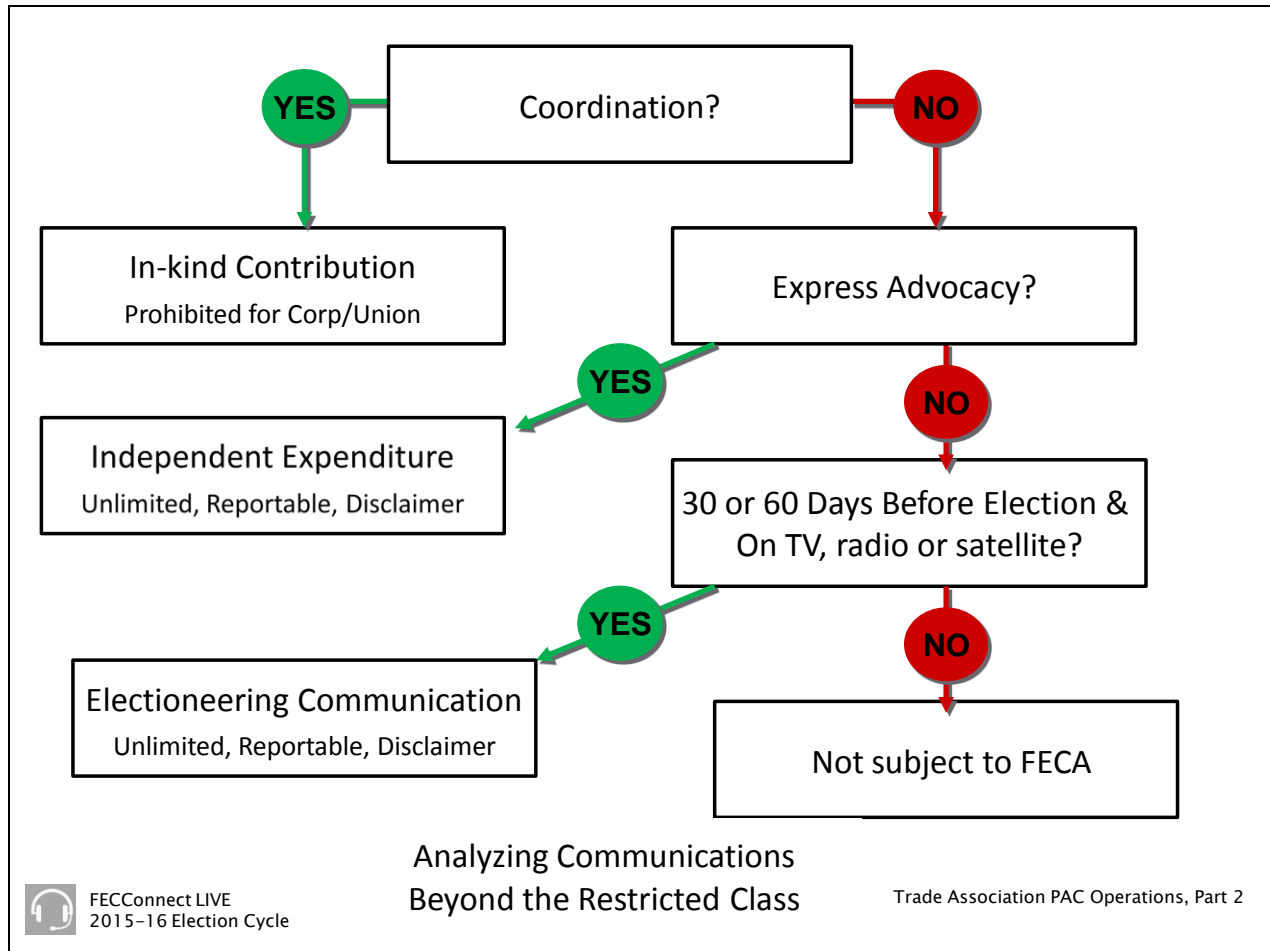 Coordination?
YES
NO
In-kind Contribution
Prohibited for Corp/Union
Express Advocacy?
YES
NO
Independent Expenditure
Unlimited, Reportable, Disclaimer
30 or 60 Days Before Election &
On TV, radio or satellite?
YES
NO
Electioneering Communication
Unlimited, Reportable, Disclaimer
Not subject to FECA
Analyzing Communications
Beyond the Restricted Class
FECConnect LIVE
2015-16 Election Cycle
Trade Association PAC Operations, Part 2